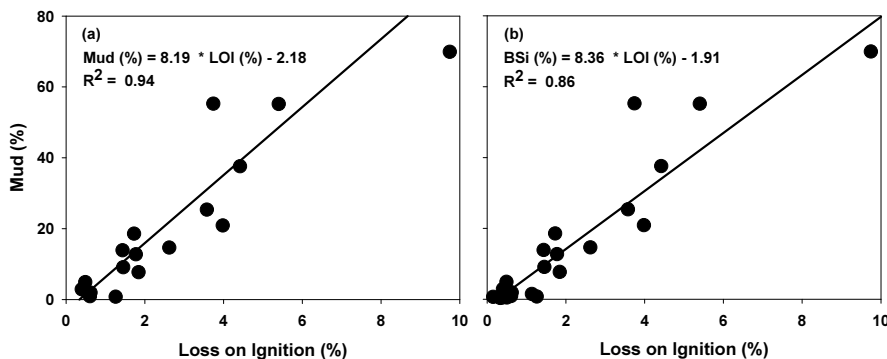 (a)
Mud (%) = 8.19 * LOI (%) - 2.18
R² = 0.94
80
60
40
20
0
Mud (%)
0 2 4 6 8 10
Loss on Ignition (%)
(b)
BSi (%) = 8.36 * LOI (%) - 1.91
R² = 0.86
0 2 4 6 8 10
Loss on Ignition (%)